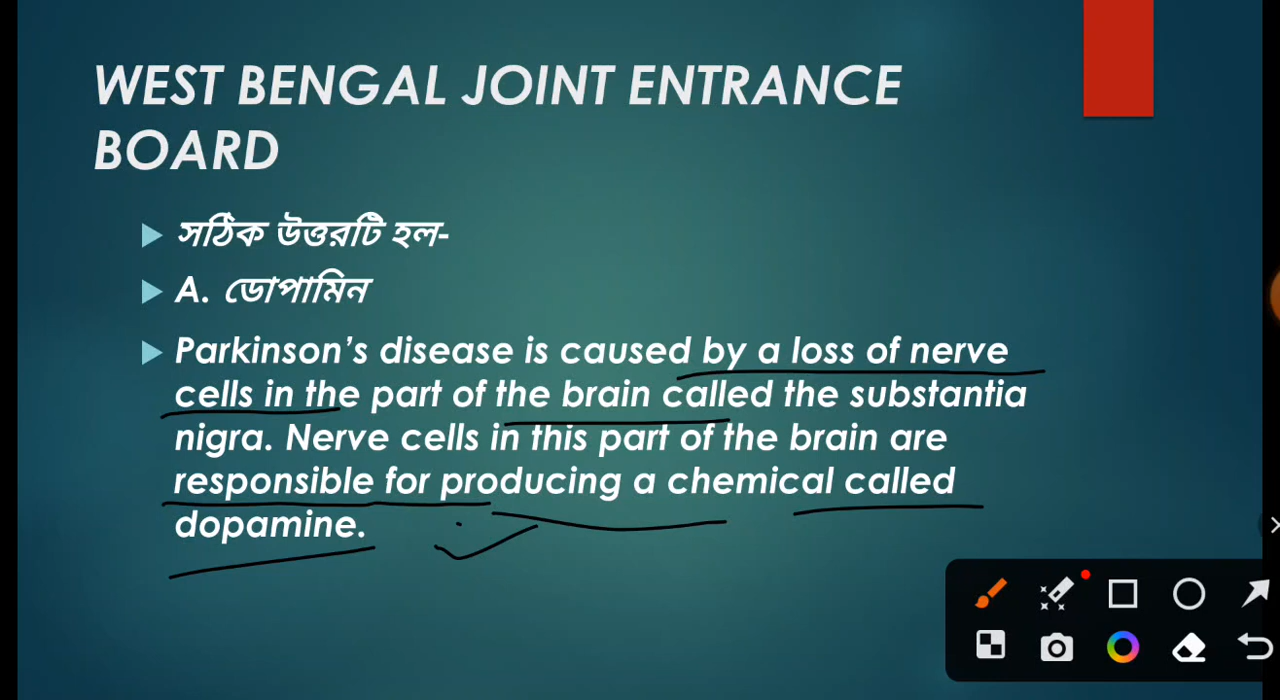 WEST BENGAL JOINT ENTRANCE
BOARD
সঠিক উত্তরটি হল-
A. ডোপামিন
Parkinson’s disease is caused by a loss of nerve
cells in the part of the brain called the substantia
nigra. Nerve cells in this part of the brain are
responsible for producing a chemical called
dopamine.